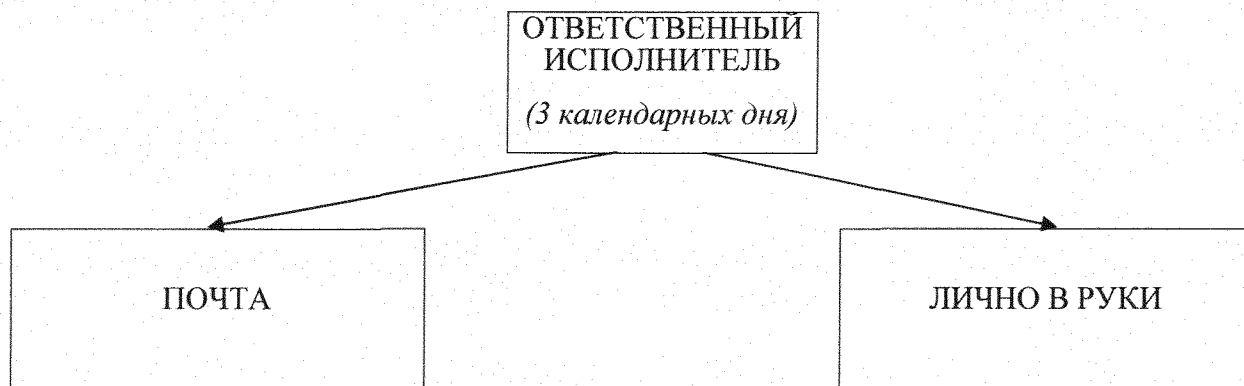 ОТВЕТСТВЕННЫЙ
ИСПОЛНИТЕЛЬ
(3 календарных дня)
ПОЧТА
ЛИЧНО В РУКИ